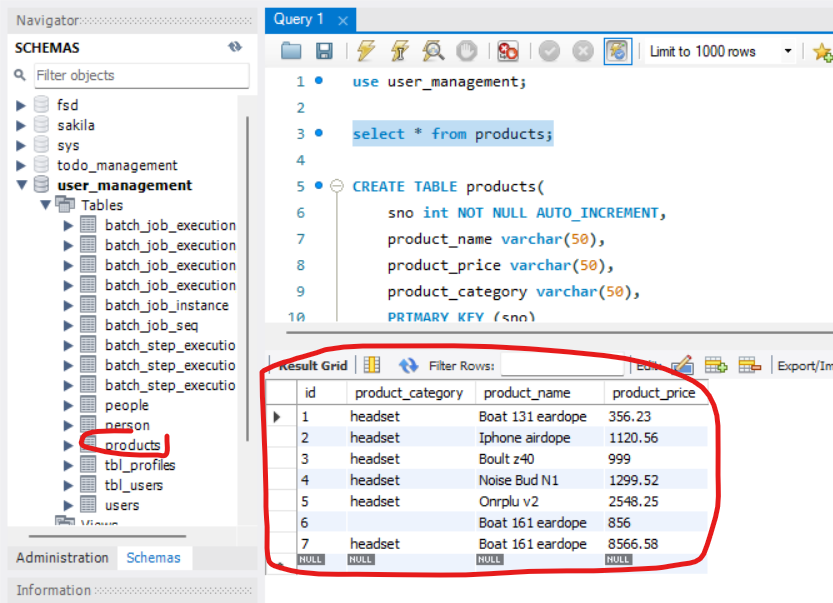 Navigator
SCHEMAS
Filter objects
fsd
sakila
sys
todo_management
user_management
Tables
batch_job_execution
batch_job_execution
batch_job_execution
batch_job_execution
batch_job_instance
batch_job_seq
batch_step_executio
batch_step_executio
batch_step_executio
people
person
products
tbl_profiles
tbl_users
users
Views
Administration Schemas
Information
Query 1
Limit to 1000 rows
1 use user_management;
2
3 select * from products;
4
5 CREATE TABLE products(
6 sno int NOT NULL AUTO_INCREMENT,
7 product_name varchar(50),
8 product_price varchar(50),
9 product_category varchar(50),
10 PRIMARY KEY (sno)
Result Grid Filter Rows: Edit: Export/Im
id product_category product_name product_price
1 headset Boat 131 eardope 356.23
2 headset Iphone airdope 1120.56
3 headset Boult z40 999
4 headset Noise Bud N1 1299.52
5 headset Onrplu v2 2548.25
6 Boat 161 eardope 856
7 headset Boat 161 eardope 8566.58
NULL NULL NULL NULL